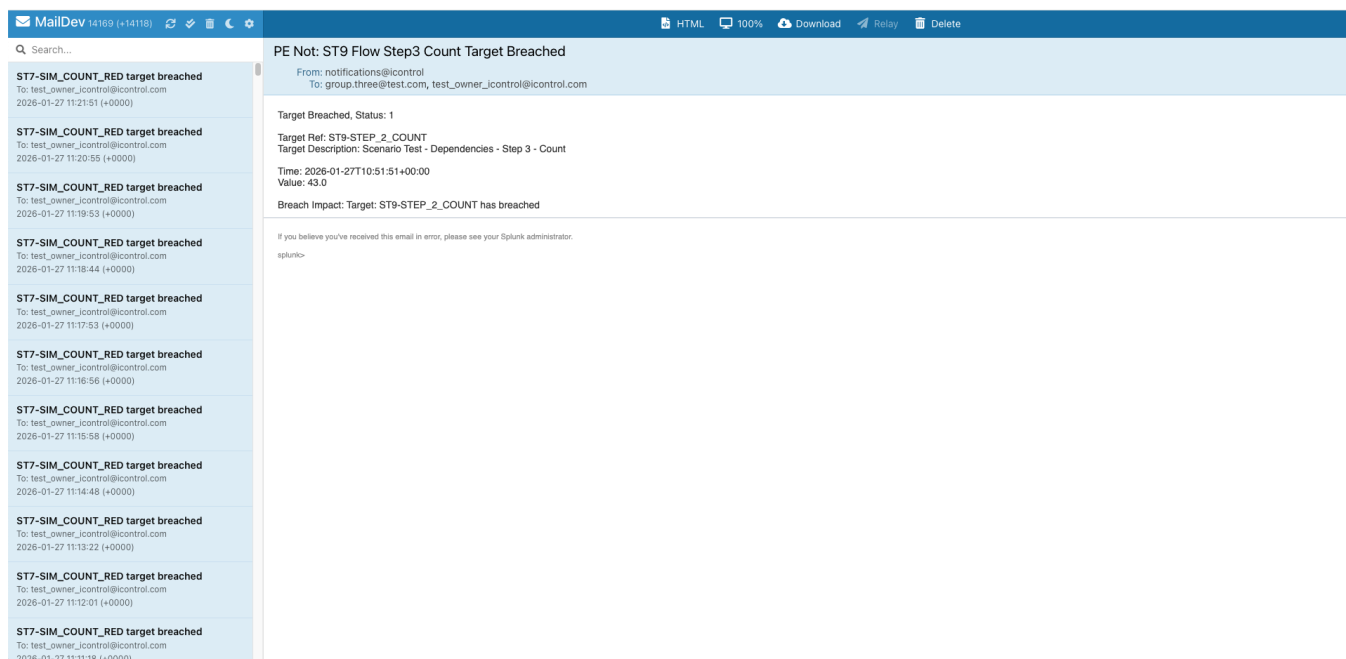 MailDev 14169 (+14118)
HTML 100% Download Relay Delete
Search...
ST7-SIM_COUNT_RED target breached
To: test_owner_icontrol@icontrol.com
2026-01-27 11:21:51 (+0000)
ST7-SIM_COUNT_RED target breached
To: test_owner_icontrol@icontrol.com
2026-01-27 11:20:55 (+0000)
ST7-SIM_COUNT_RED target breached
To: test_owner_icontrol@icontrol.com
2026-01-27 11:19:53 (+0000)
ST7-SIM_COUNT_RED target breached
To: test_owner_icontrol@icontrol.com
2026-01-27 11:18:44 (+0000)
ST7-SIM_COUNT_RED target breached
To: test_owner_icontrol@icontrol.com
2026-01-27 11:17:53 (+0000)
ST7-SIM_COUNT_RED target breached
To: test_owner_icontrol@icontrol.com
2026-01-27 11:16:56 (+0000)
ST7-SIM_COUNT_RED target breached
To: test_owner_icontrol@icontrol.com
2026-01-27 11:15:58 (+0000)
ST7-SIM_COUNT_RED target breached
To: test_owner_icontrol@icontrol.com
2026-01-27 11:14:48 (+0000)
ST7-SIM_COUNT_RED target breached
To: test_owner_icontrol@icontrol.com
2026-01-27 11:13:22 (+0000)
ST7-SIM_COUNT_RED target breached
To: test_owner_icontrol@icontrol.com
2026-01-27 11:12:01 (+0000)
ST7-SIM_COUNT_RED target breached
To: test_owner_icontrol@icontrol.com
2026-01-27 11:11:18 (+0000)
PE Not: ST9 Flow Step3 Count Target Breached
From: notifications@icontrol
To: group.three@test.com, test_owner_icontrol@icontrol.com
Target Breached, Status: 1
Target Ref: ST9-STEP_2_COUNT
Target Description: Scenario Test - Dependencies - Step 3 - Count
Time: 2026-01-27T10:51:51+00:00
Value: 43.0
Breach Impact: Target: ST9-STEP_2_COUNT has breached
If you believe you've received this email in error, please see your Splunk administrator.
splunk>